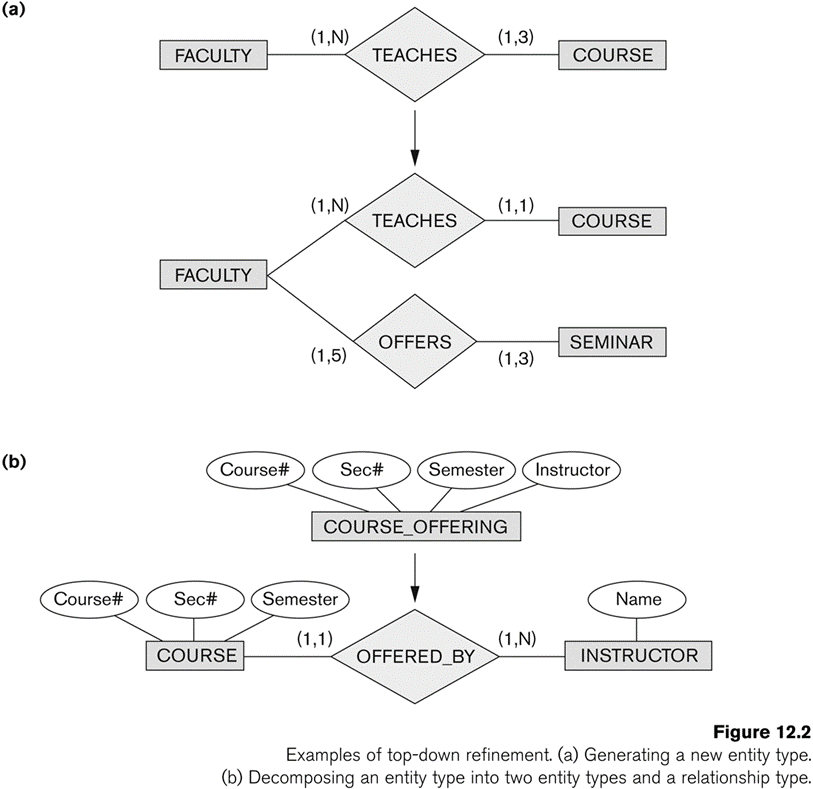 (a)
(1,N) (1,3)
FACULTY TEACHES COURSE
(1,N) TEACHES (1,1) COURSE
FACULTY
(1,5) OFFERS (1,3) SEMINAR
(b)
Course# Sec# Semester Instructor
COURSE_OFFERING
Course# Sec# Semester Name
(1,1) (1,N)
COURSE OFFERED_BY INSTRUCTOR
Figure 12.2
Examples of top-down refinement. (a) Generating a new entity type.
(b) Decomposing an entity type into two entity types and a relationship type.